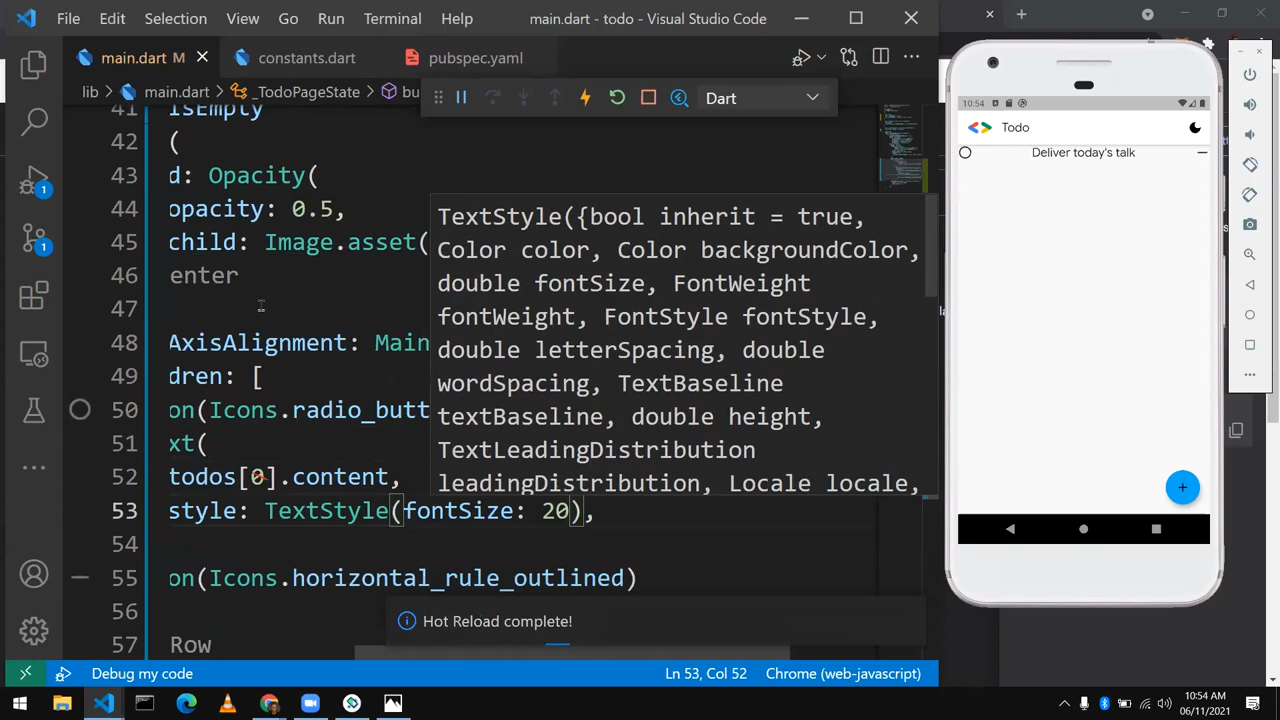 File Edit Selection View Go Run Terminal Help main.dart - todo - Visual Studio Code
main.dart M constants.dart pubspec.yaml
lib > main.dart > _TodoPageState > bu
Dart
41 isEmpty
42 (
43 d: Opacity(
44 opacity: 0.5,
45 child: Image.asset(
46 enter
47
48 AxisAlignment: Main
49 dren: [
50 on(Icons.radio_butt
51 xt(
52 todos[0].content,
53 style: TextStyle(fontSize: 20),
54
55 on(Icons.horizontal_rule_outlined)
56
57 Row
TextStyle({bool inherit = true,
Color color, Color backgroundColor,
double fontSize, FontWeight
fontWeight, FontStyle fontStyle,
double letterSpacing, double
wordSpacing, TextBaseline
textBaseline, double height,
TextLeadingDistribution
leadingDistribution, Locale locale,
Hot Reload complete!
1
1
Debug my code Ln 53, Col 52 Chrome (web-javascript)
10:54
Todo
Deliver today's talk
10:54 AM
06/11/2021